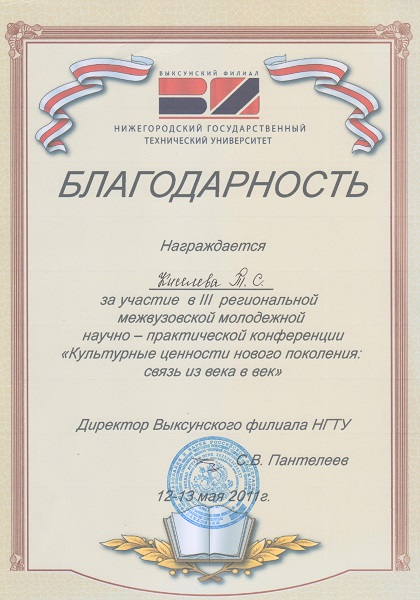 ВЫКСУНСКИЙ ФИЛИАЛ
ВФ
НИЖЕГОРОДСКИЙ ГОСУДАРСТВЕННЫЙ
ТЕХНИЧЕСКИЙ УНИВЕРСИТЕТ
БЛАГОДАРНОСТЬ
Награждается
Киселева Т. С.
за участие в III региональной
межвузовской молодежной
научно – практической конференции
«Культурные ценности нового поколения:
связь из века в век»
Директор Выксунского филиала НГТУ
С.В. Пантелеев
12-13 мая 2011г.